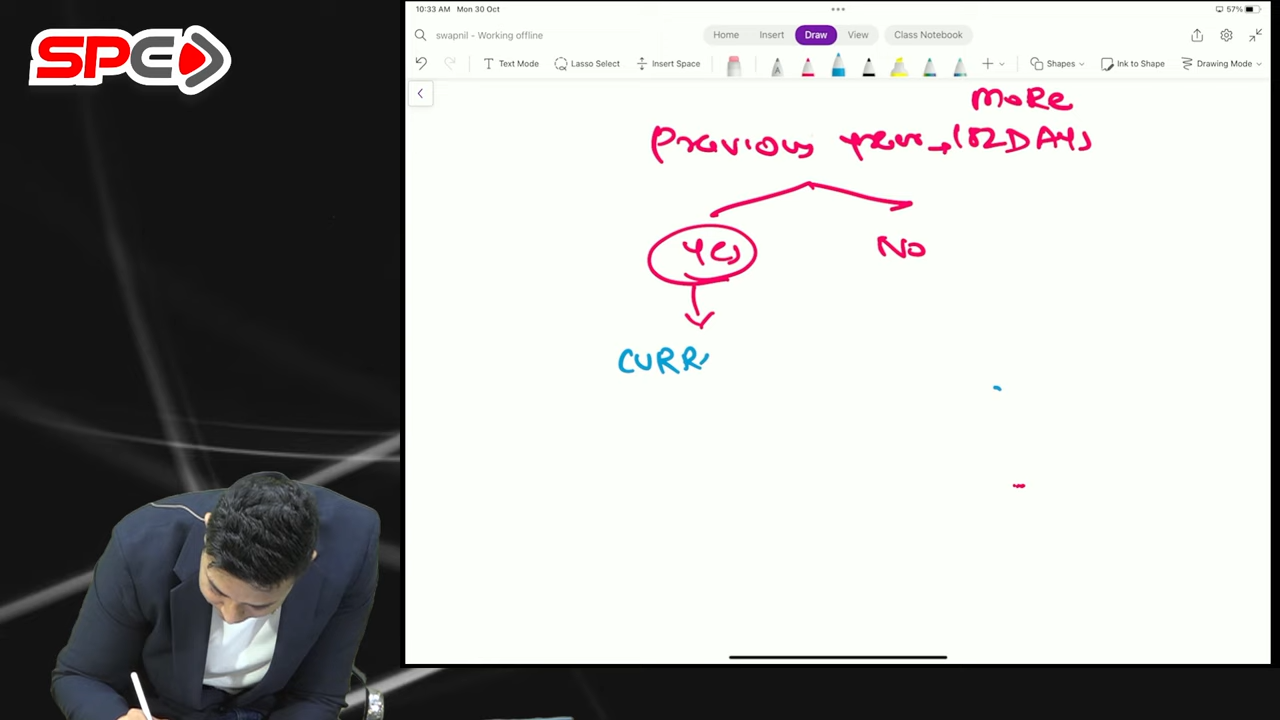 SPED
10:33 AM Mon 30 Oct
57%
swapnil - Working offline
Home Insert Draw View Class Notebook
Text Mode Lasso Select Insert Space Shapes Ink to Shape Drawing Mode
MORe
Previous year → 182 DAYS
Yes No
CURR